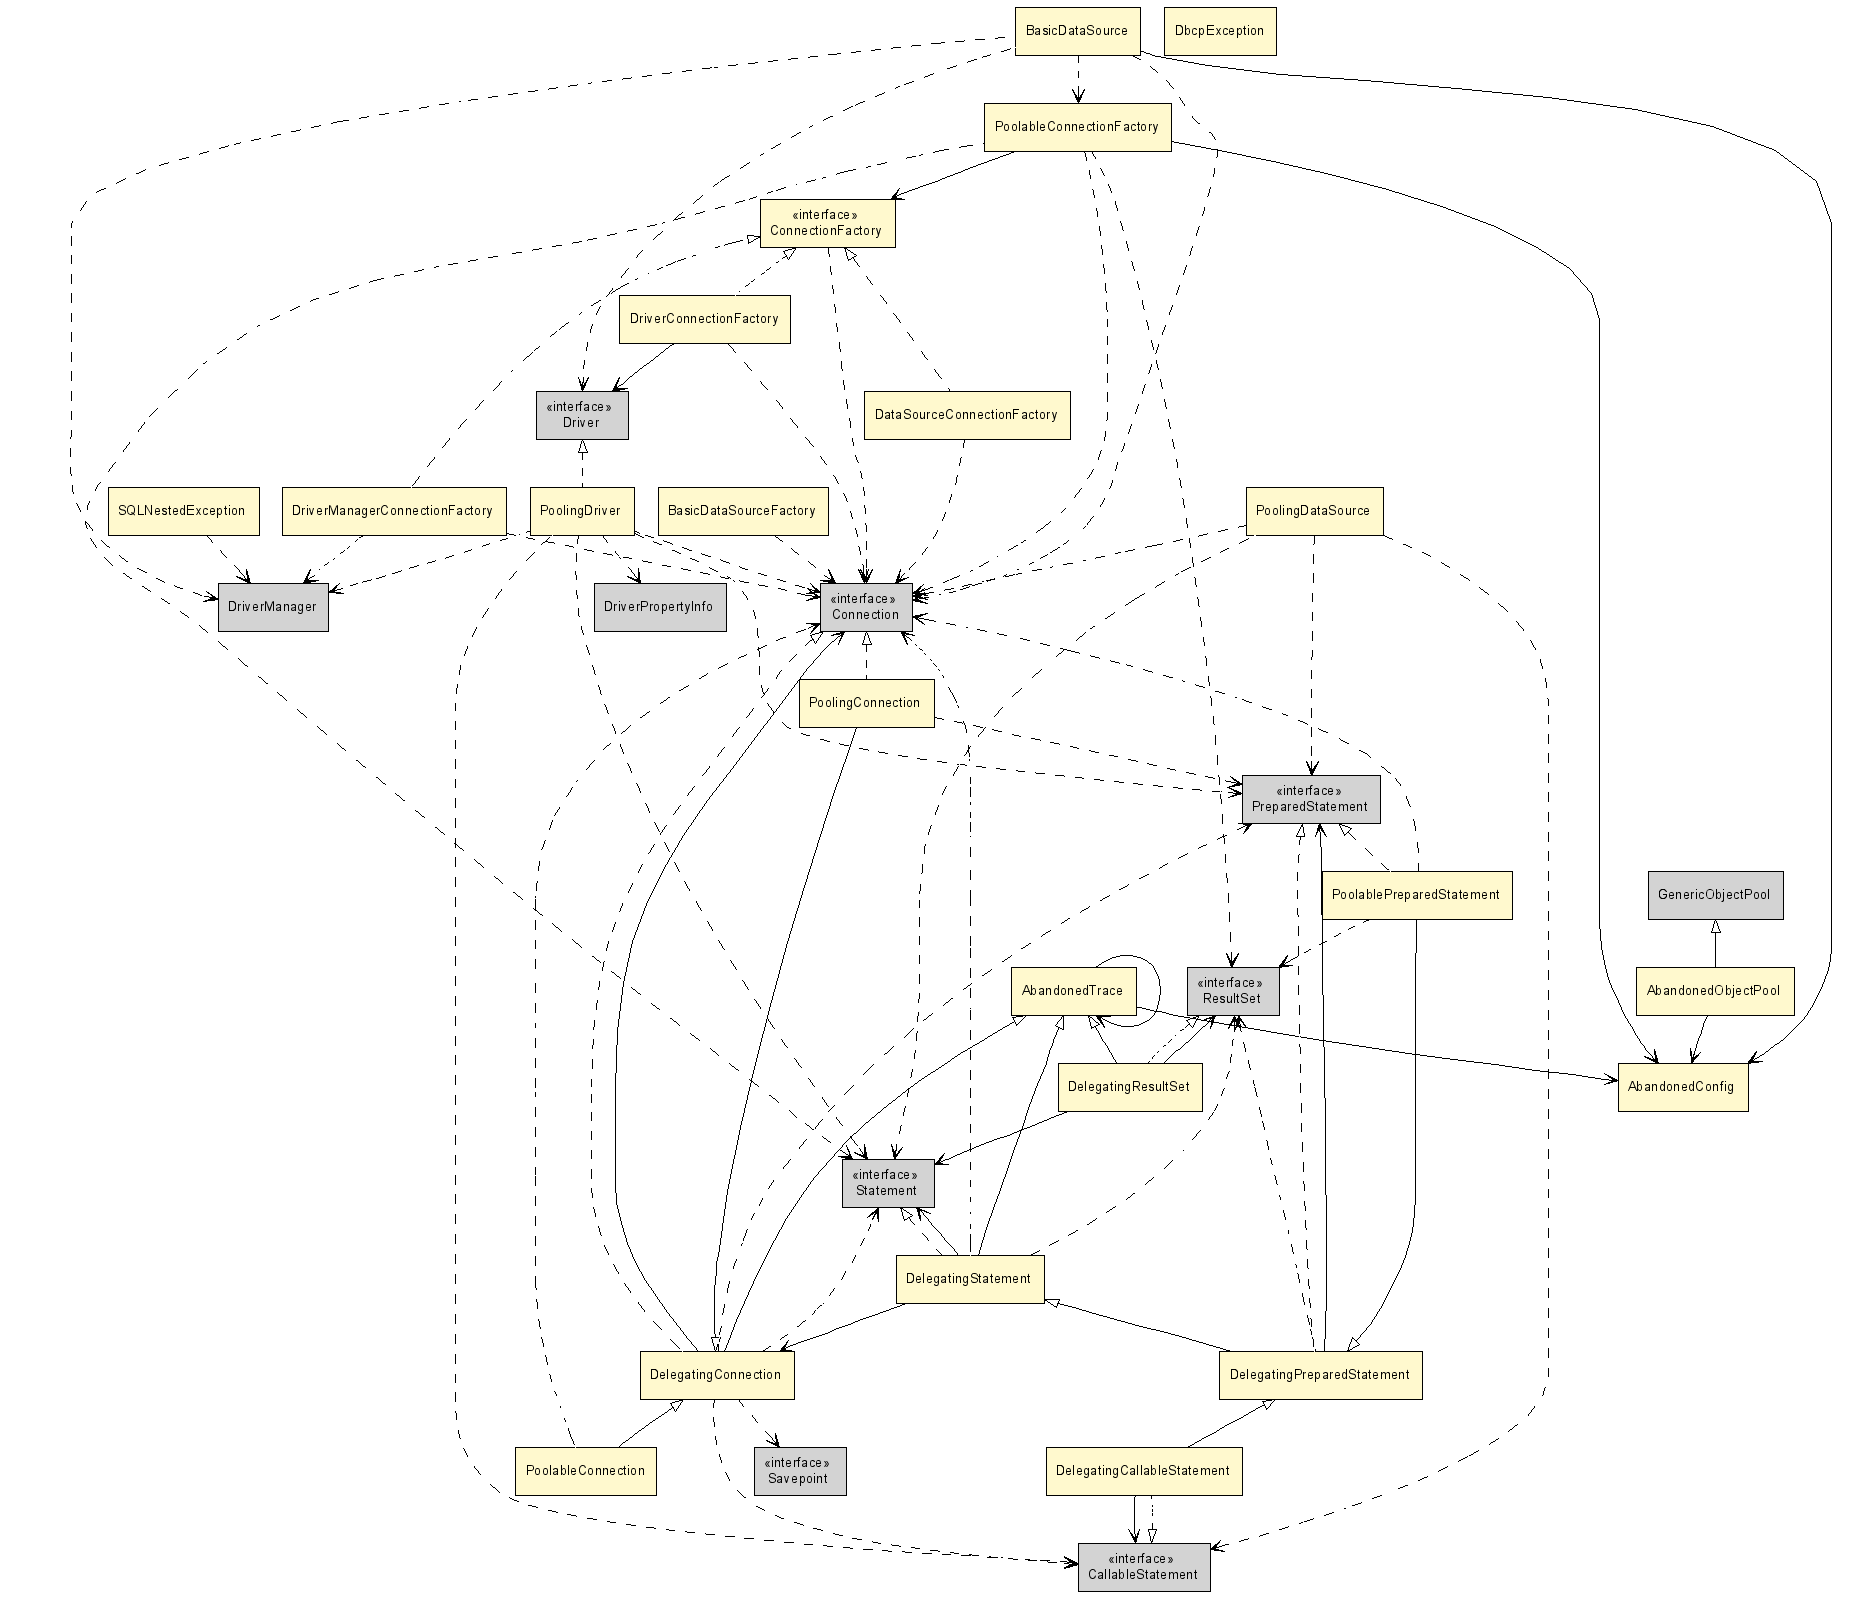 BasicDataSource
DbcpException
PoolableConnectionFactory
«interface»
ConnectionFactory
DriverConnectionFactory
«interface»
Driver
DataSourceConnectionFactory
SQLNestedException
DriverManagerConnectionFactory
PoolingDriver
BasicDataSourceFactory
PoolingDataSource
DriverManager
DriverPropertyInfo
«interface»
Connection
PoolingConnection
«interface»
PreparedStatement
PoolablePreparedStatement
GenericObjectPool
AbandonedTrace
«interface»
ResultSet
AbandonedObjectPool
DelegatingResultSet
AbandonedConfig
«interface»
Statement
DelegatingStatement
DelegatingConnection
DelegatingPreparedStatement
PoolableConnection
«interface»
Savepoint
DelegatingCallableStatement
«interface»
CallableStatement